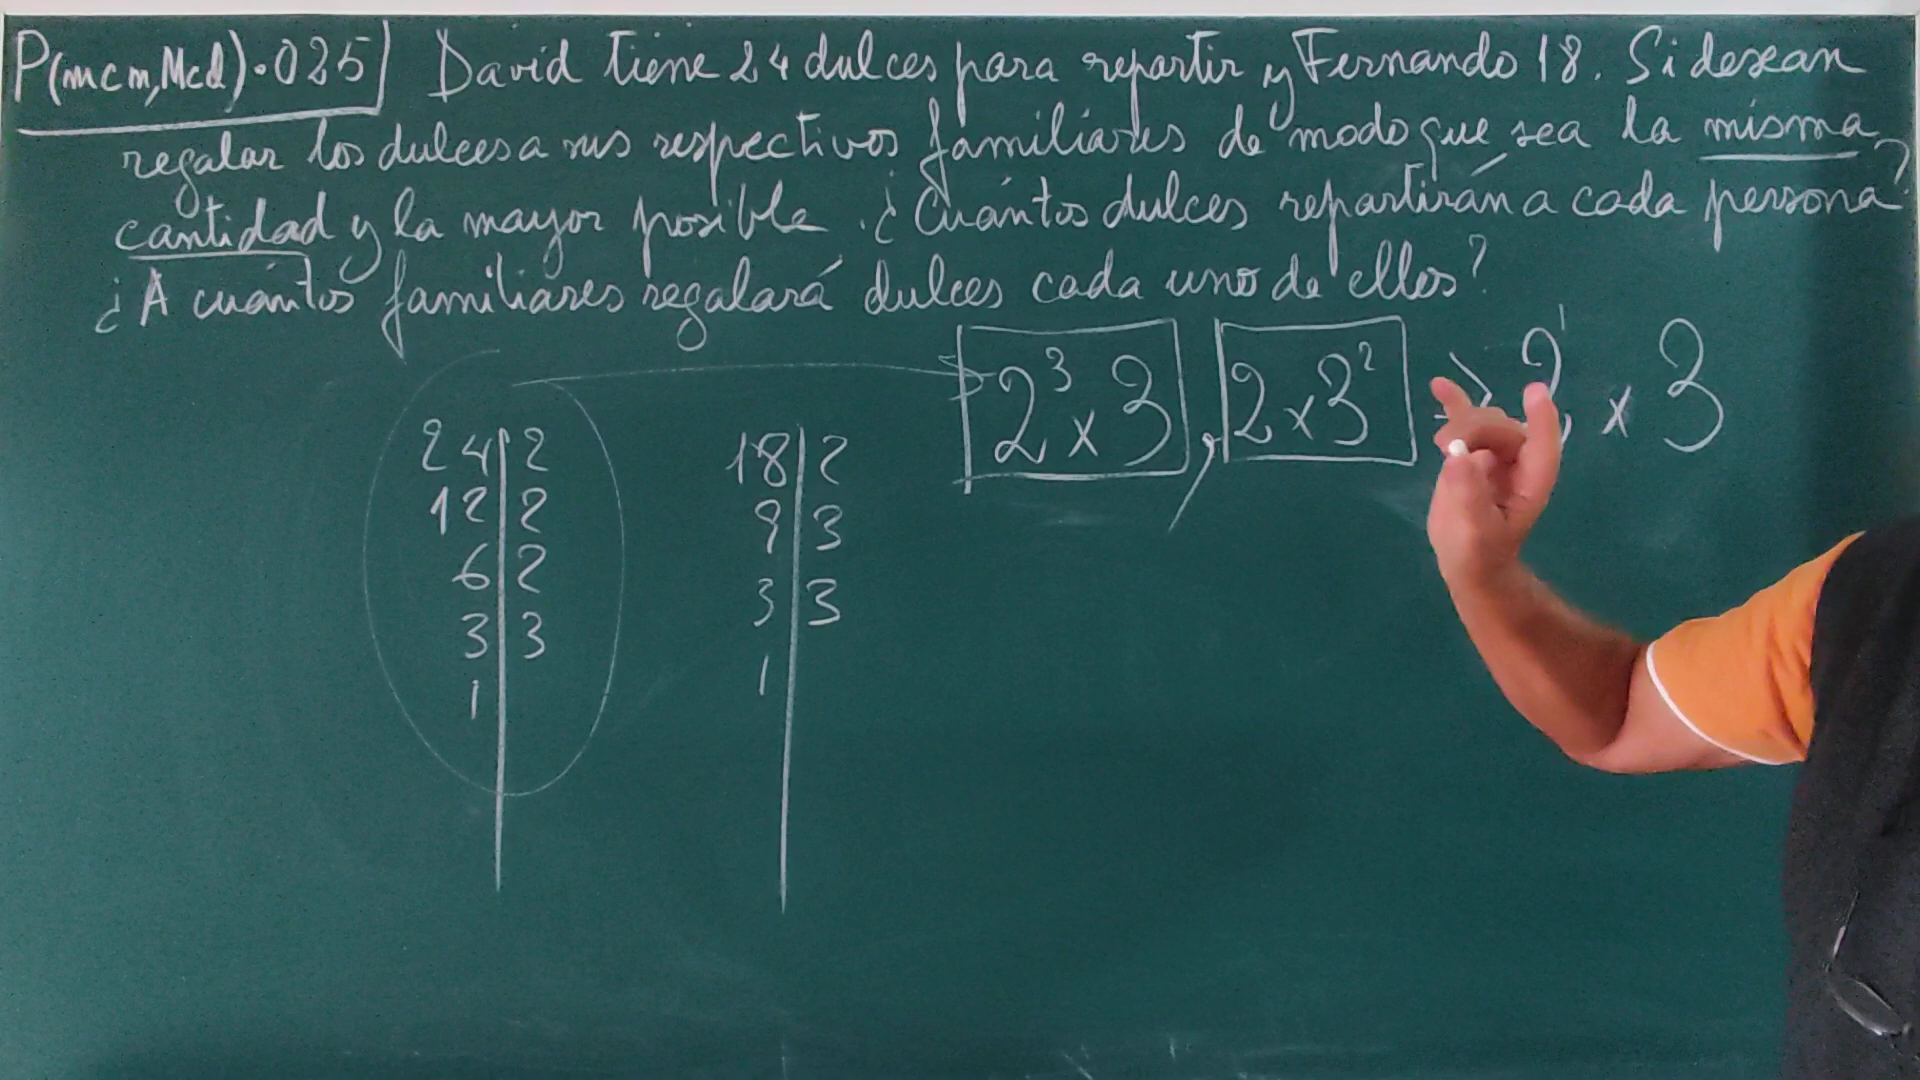 P(mcm,Mcd).025 David tiene 24 dulces para repartir y Fernando 18. Si desean
regalar los dulces a sus respectivos familiares de modo que sea la misma
cantidad y la mayor posible. ¿Cuántos dulces repartirán a cada persona?
¿A cuántos familiares regalará dulces cada uno de ellos?
2³ x 3 , 2 x 3² => 2¹ x 3
24 | 2
12 | 2
6 | 2
3 | 3
1
18 | 2
9 | 3
3 | 3
1